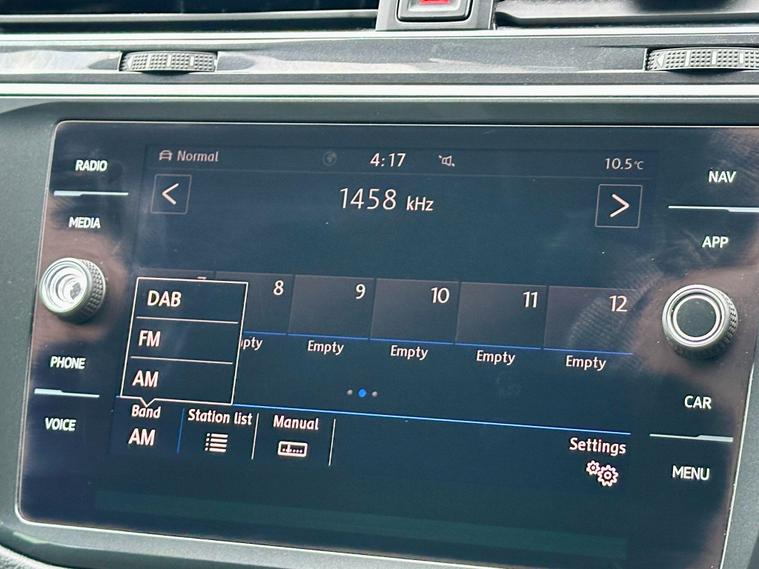 RADIO
MEDIA
PHONE
VOICE
Normal
4:17
10.5°C
1458 kHz
8
9
10
11
12
Empty
Empty
Empty
Empty
DAB
FM
AM
Band
AM
Station list
Manual
Settings
NAV
APP
CAR
MENU